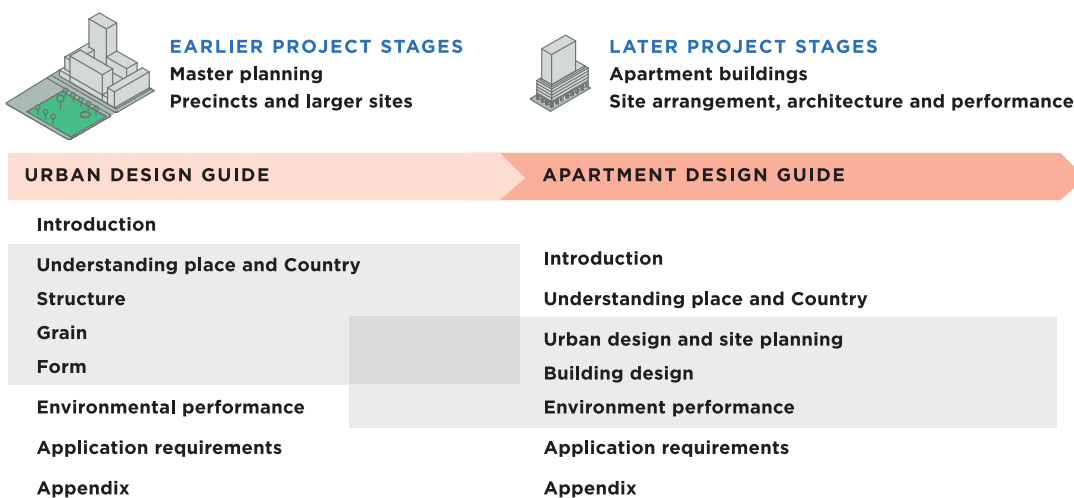 EARLIER PROJECT STAGES
Master planning
Precincts and larger sites
LATER PROJECT STAGES
Apartment buildings
Site arrangement, architecture and performance
URBAN DESIGN GUIDE
APARTMENT DESIGN GUIDE
Introduction
Understanding place and Country
Structure
Grain
Form
Environmental performance
Application requirements
Appendix
Introduction
Understanding place and Country
Urban design and site planning
Building design
Environment performance
Application requirements
Appendix